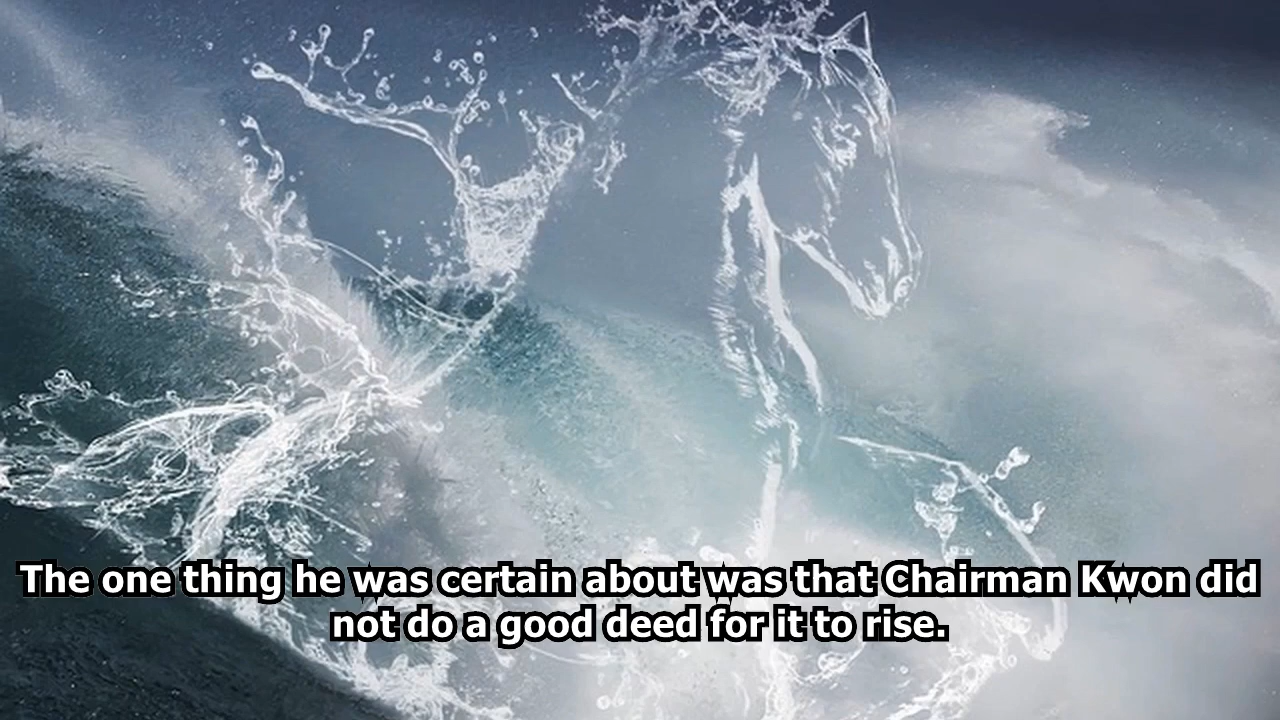 The one thing he was certain about was that Chairman Kwon did
not do a good deed for it to rise.